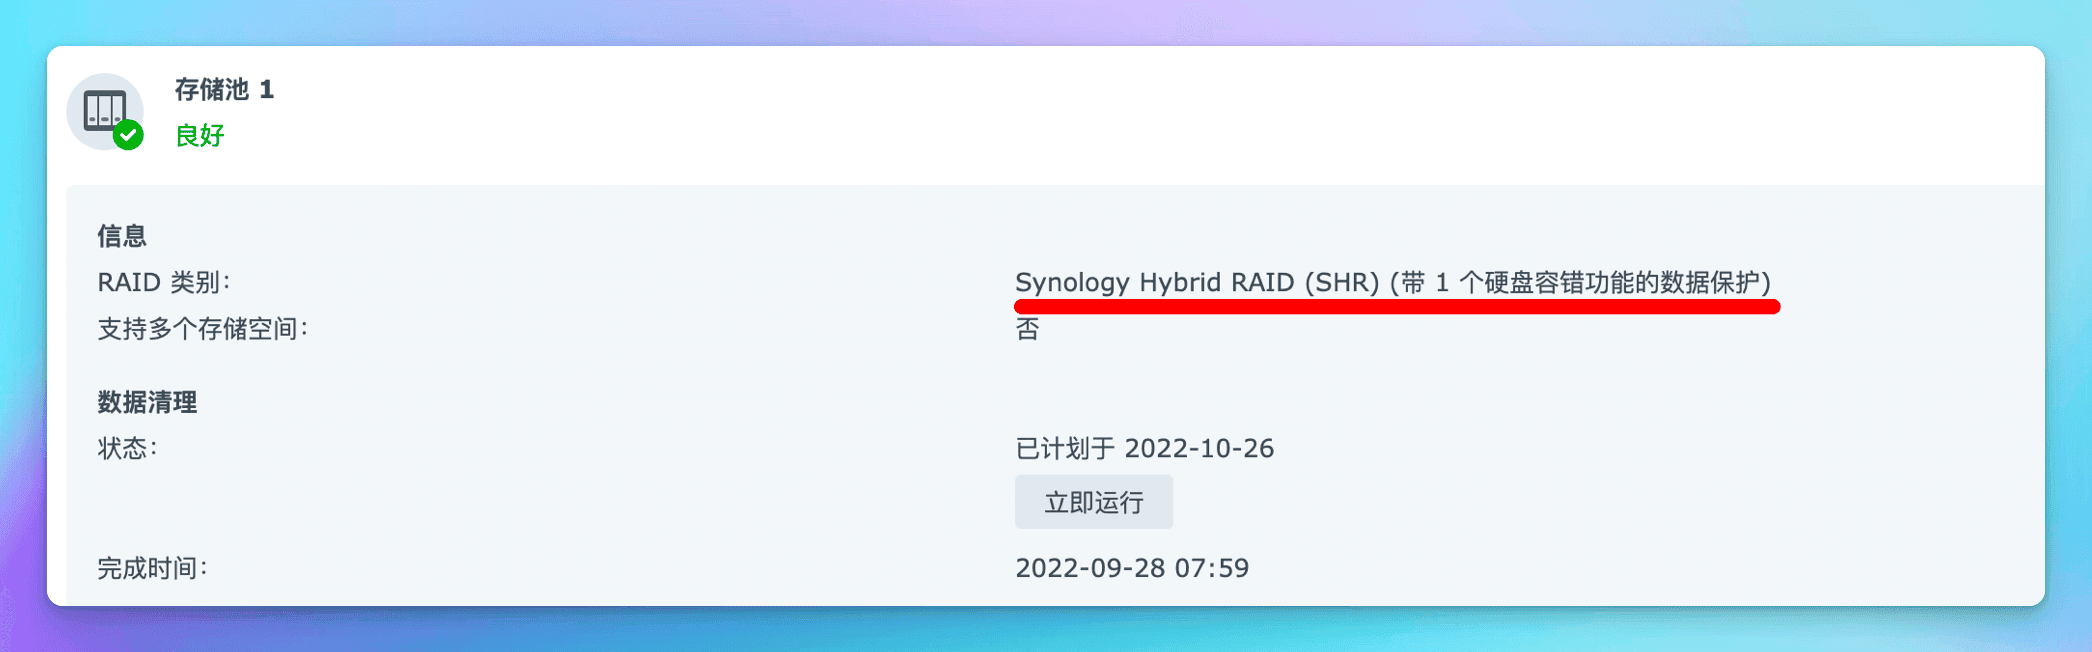 存储池 1
良好
信息
RAID 类别：
Synology Hybrid RAID (SHR) (带 1 个硬盘容错功能的数据保护)
支持多个存储空间：
否
数据清理
状态：
已计划于 2022-10-26
立即运行
完成时间：
2022-09-28 07:59